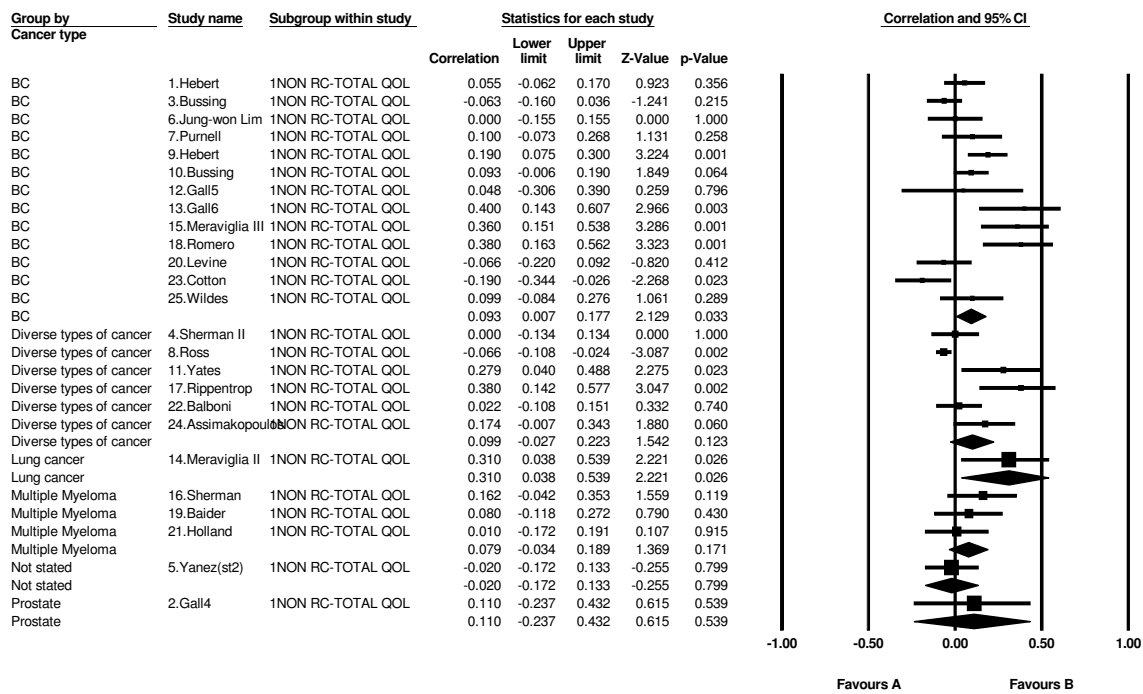 Group by Study name Subgroup within study Statistics for each study Correlation and 95% CI
Cancer type
Lower Upper
Correlation limit limit Z-Value p-Value
BC 1.Hebert 1NON RC-TOTAL QOL 0.055 -0.062 0.170 0.923 0.356
BC 3.Bussing 1NON RC-TOTAL QOL -0.063 -0.160 0.036 -1.241 0.215
BC 6.Jung-won Lim 1NON RC-TOTAL QOL 0.000 -0.155 0.155 0.000 1.000
BC 7.Purnell 1NON RC-TOTAL QOL 0.100 -0.073 0.268 1.131 0.258
BC 9.Hebert 1NON RC-TOTAL QOL 0.190 0.075 0.300 3.224 0.001
BC 10.Bussing 1NON RC-TOTAL QOL 0.093 -0.006 0.190 1.849 0.064
BC 12.Gall5 1NON RC-TOTAL QOL 0.048 -0.306 0.390 0.259 0.796
BC 13.Gall6 1NON RC-TOTAL QOL 0.400 0.143 0.607 2.966 0.003
BC 15.Meraviglia III 1NON RC-TOTAL QOL 0.360 0.151 0.538 3.286 0.001
BC 18.Romero 1NON RC-TOTAL QOL 0.380 0.163 0.562 3.323 0.001
BC 20.Levine 1NON RC-TOTAL QOL -0.066 -0.220 0.092 -0.820 0.412
BC 23.Cotton 1NON RC-TOTAL QOL -0.190 -0.344 -0.026 -2.268 0.023
BC 25.Wildes 1NON RC-TOTAL QOL 0.099 -0.084 0.276 1.061 0.289
BC 0.093 0.007 0.177 2.129 0.033
Diverse types of cancer 4.Sherman II 1NON RC-TOTAL QOL 0.000 -0.134 0.134 0.000 1.000
Diverse types of cancer 8.Ross 1NON RC-TOTAL QOL -0.066 -0.108 -0.024 -3.087 0.002
Diverse types of cancer 11.Yates 1NON RC-TOTAL QOL 0.279 0.040 0.488 2.275 0.023
Diverse types of cancer 17.Rippentrop 1NON RC-TOTAL QOL 0.380 0.142 0.577 3.047 0.002
Diverse types of cancer 22.Balboni 1NON RC-TOTAL QOL 0.022 -0.108 0.151 0.332 0.740
Diverse types of cancer 24.Assimakopoulos 1NON RC-TOTAL QOL 0.174 -0.007 0.343 1.880 0.060
Diverse types of cancer 0.099 -0.027 0.223 1.542 0.123
Lung cancer 14.Meraviglia II 1NON RC-TOTAL QOL 0.310 0.038 0.539 2.221 0.026
Lung cancer 0.310 0.038 0.539 2.221 0.026
Multiple Myeloma 16.Sherman 1NON RC-TOTAL QOL 0.162 -0.042 0.353 1.559 0.119
Multiple Myeloma 19.Baider 1NON RC-TOTAL QOL 0.080 -0.118 0.272 0.790 0.430
Multiple Myeloma 21.Holland 1NON RC-TOTAL QOL 0.010 -0.172 0.191 0.107 0.915
Multiple Myeloma 0.079 -0.034 0.189 1.369 0.171
Not stated 5.Yanez(st2) 1NON RC-TOTAL QOL -0.020 -0.172 0.133 -0.255 0.799
Not stated -0.020 -0.172 0.133 -0.255 0.799
Prostate 2.Gall4 1NON RC-TOTAL QOL 0.110 -0.237 0.432 0.615 0.539
Prostate 0.110 -0.237 0.432 0.615 0.539
-1.00 -0.50 0.00 0.50 1.00
Favours A Favours B